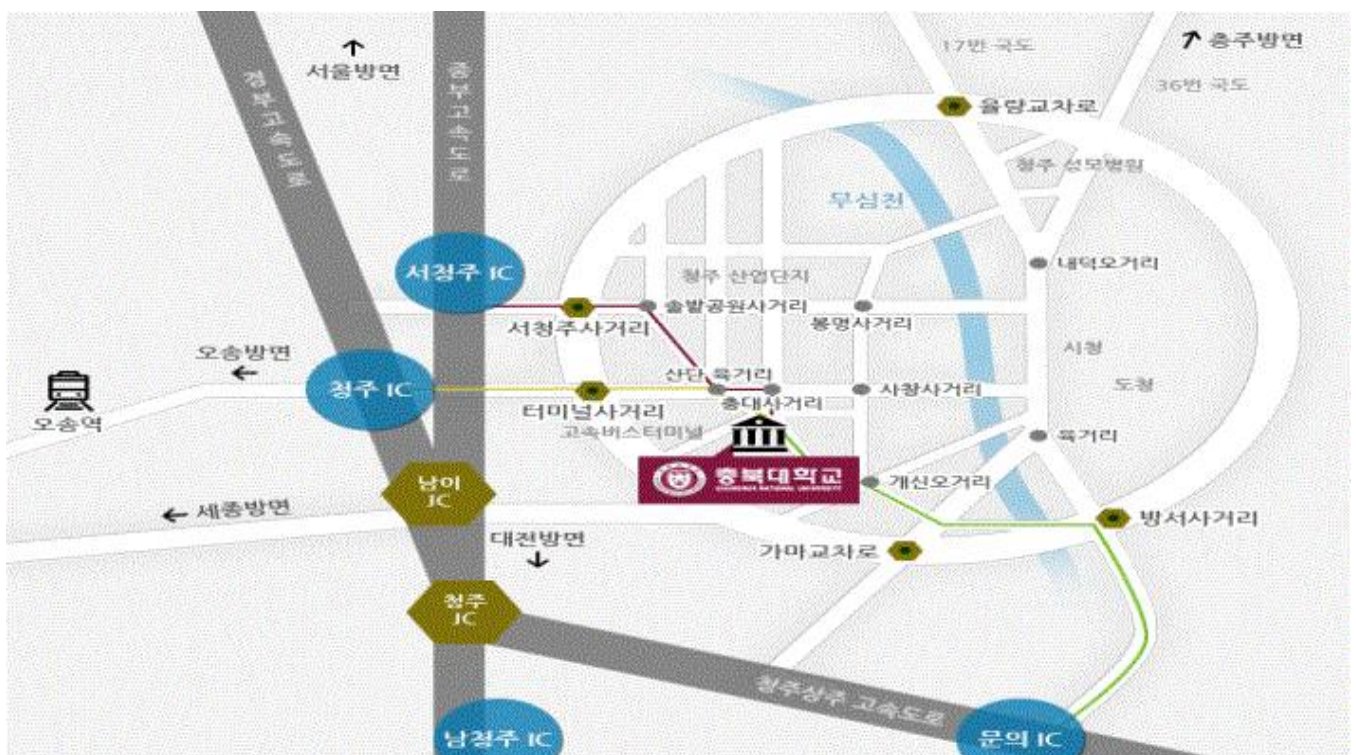 17번 국도
충주방면
서울방면
경부고속도로
중부고속도로
36번 국도
율량교차로
청주 성모병원
무심천
서청주 IC
청주 산업단지
내덕오거리
솔밭공원사거리
서청주사거리
봉명사거리
오송방면
시청
산단 육거리
도청
청주 IC
사창사거리
충대사거리
터미널사거리
오송역
고속버스터미널
육거리
충북대학교
CHUNGBUK NATIONAL UNIVERSITY
개신오거리
남이
JC
세종방면
방서사거리
대전방면
가마교차로
청주
JC
청주상주 고속도로
남청주 IC
문의 IC